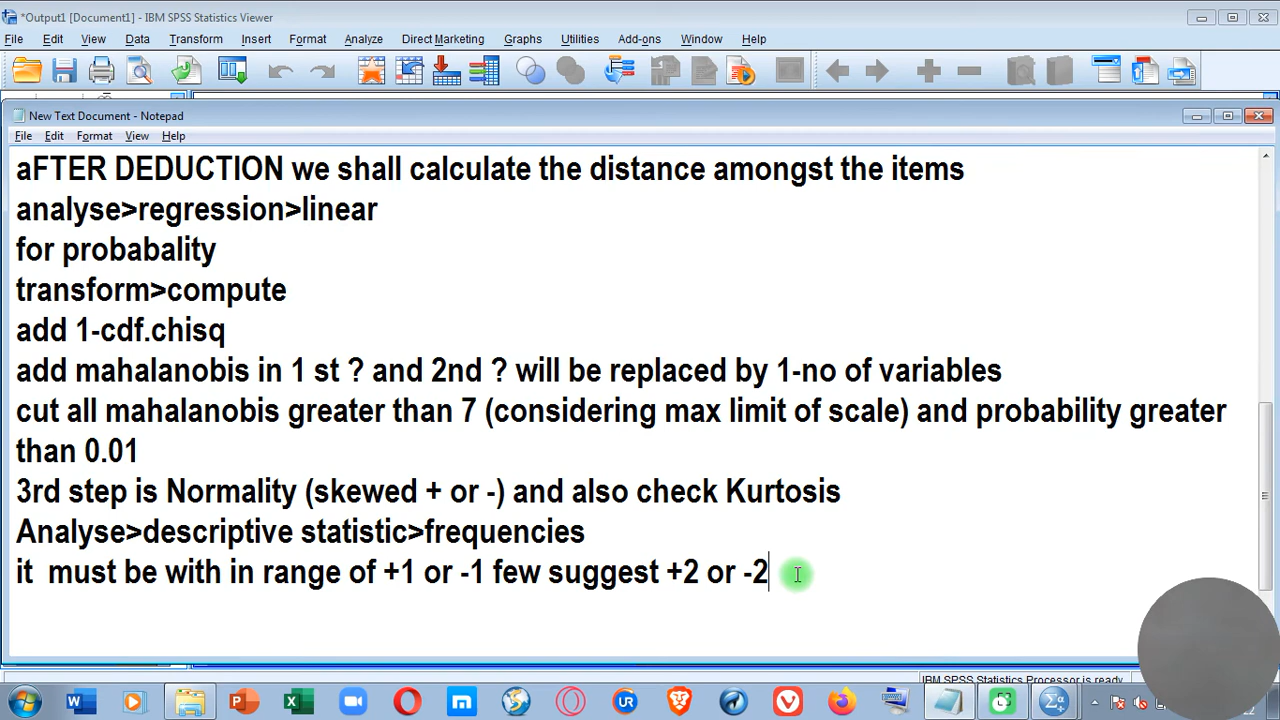 *Output1 [Document1] - IBM SPSS Statistics Viewer
File Edit View Data Transform Insert Format Analyze Direct Marketing Graphs Utilities Add-ons Window Help
New Text Document - Notepad
File Edit Format View Help
aFTER DEDUCTION we shall calculate the distance amongst the items
analyse>regression>linear
for probabality
transform>compute
add 1-cdf.chisq
add mahalanobis in 1 st ? and 2nd ? will be replaced by 1-no of variables
cut all mahalanobis greater than 7 (considering max limit of scale) and probability greater
than 0.01
3rd step is Normality (skewed + or -) and also check Kurtosis
Analyse>descriptive statistic>frequencies
it  must be with in range of +1 or -1 few suggest +2 or -2
IBM SPSS Statistics Processor is ready